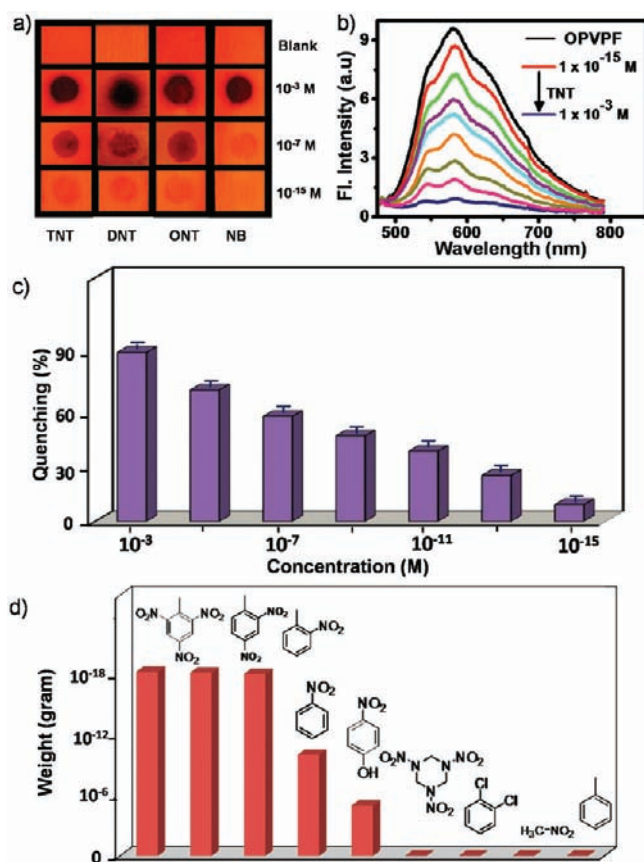 a)
Blank
10-3 M
10-7 M
10-15 M
TNT DNT ONT NB
b)
OPVPF
1 x 10-15 M
TNT
1 x 10-3 M
Fl. Intensity (a.u)
9
6
3
0
500 600 700 800
Wavelength (nm)
c)
Quenching (%)
90
60
30
0
10-3 10-7 10-11 10-15
Concentration (M)
d)
Weight (gram)
10-18
10-12
10-6
0
O2N NO2
NO2
NO2
NO2
NO2
NO2
NO2
OH
O2N N N NO2
N
NO2
Cl
Cl
H3C-NO2